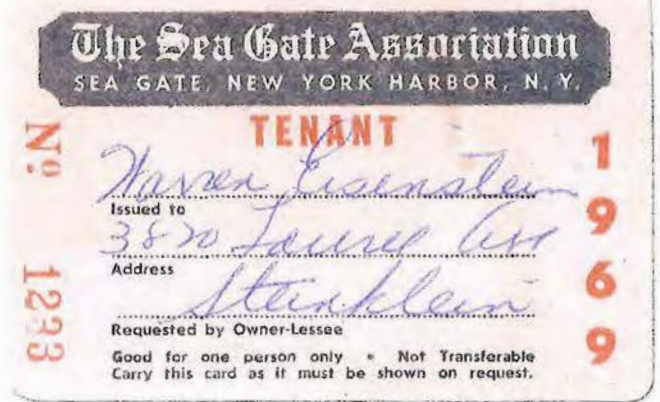 The Sea Gate Association
SEA GATE, NEW YORK HARBOR, N. Y.
TENANT
1969
Nº 1233
Warren Eisenstein
Issued to
3820 Laurel Ave
Address
Steinklein
Requested by Owner-Lessee
Good for one person only • Not Transferable
Carry this card as it must be shown on request.